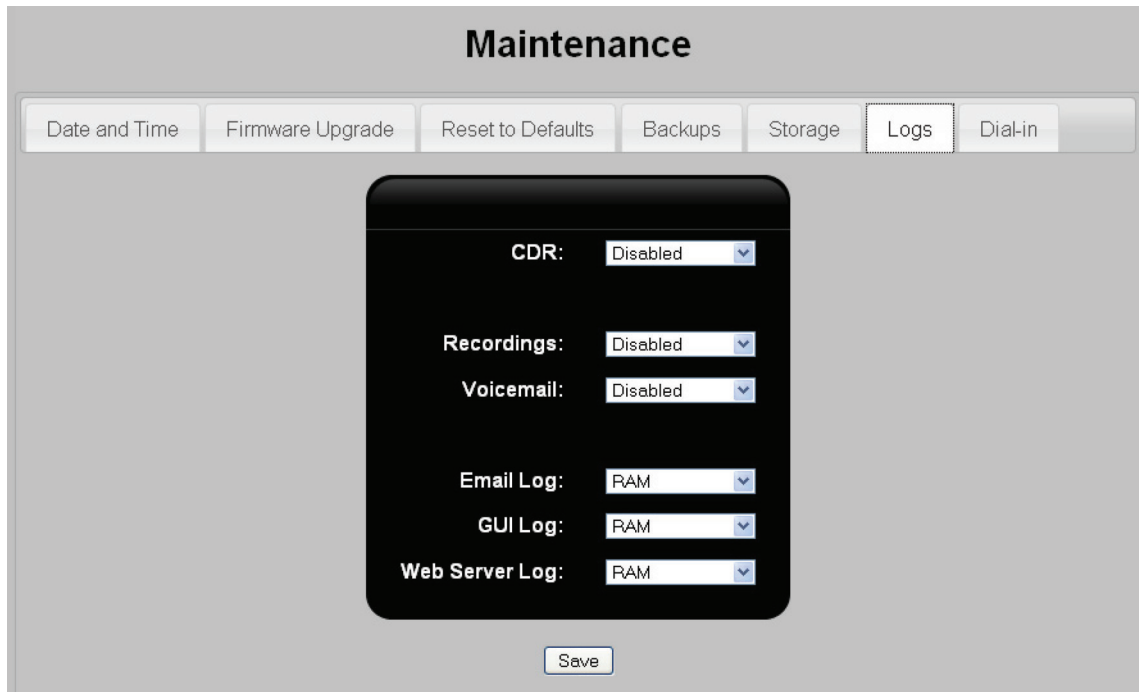 Maintenance
Date and Time Firmware Upgrade Reset to Defaults Backups Storage Logs Dial-in
CDR: Disabled
Recordings: Disabled
Voicemail: Disabled
Email Log: RAM
GUI Log: RAM
Web Server Log: RAM
Save